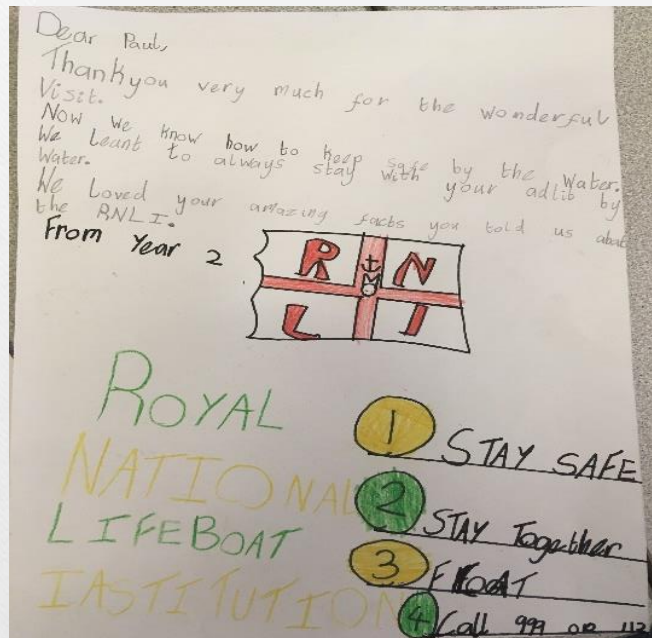 Dear Paul,
Thankyou very much for the wonderful
Visit.
Now we know how to keep safe by the water.
We Leant to always stay with your adlib by
water.
We Loved your amazing facts you told us abat
the RNLI.
From Year 2
R N
L I
ROYAL
NATIONAL
LIFEBOAT
IASTITUTION
1 STAY SAFE
2 STAY Together
3 FLOAT
4 Call 999 or 112